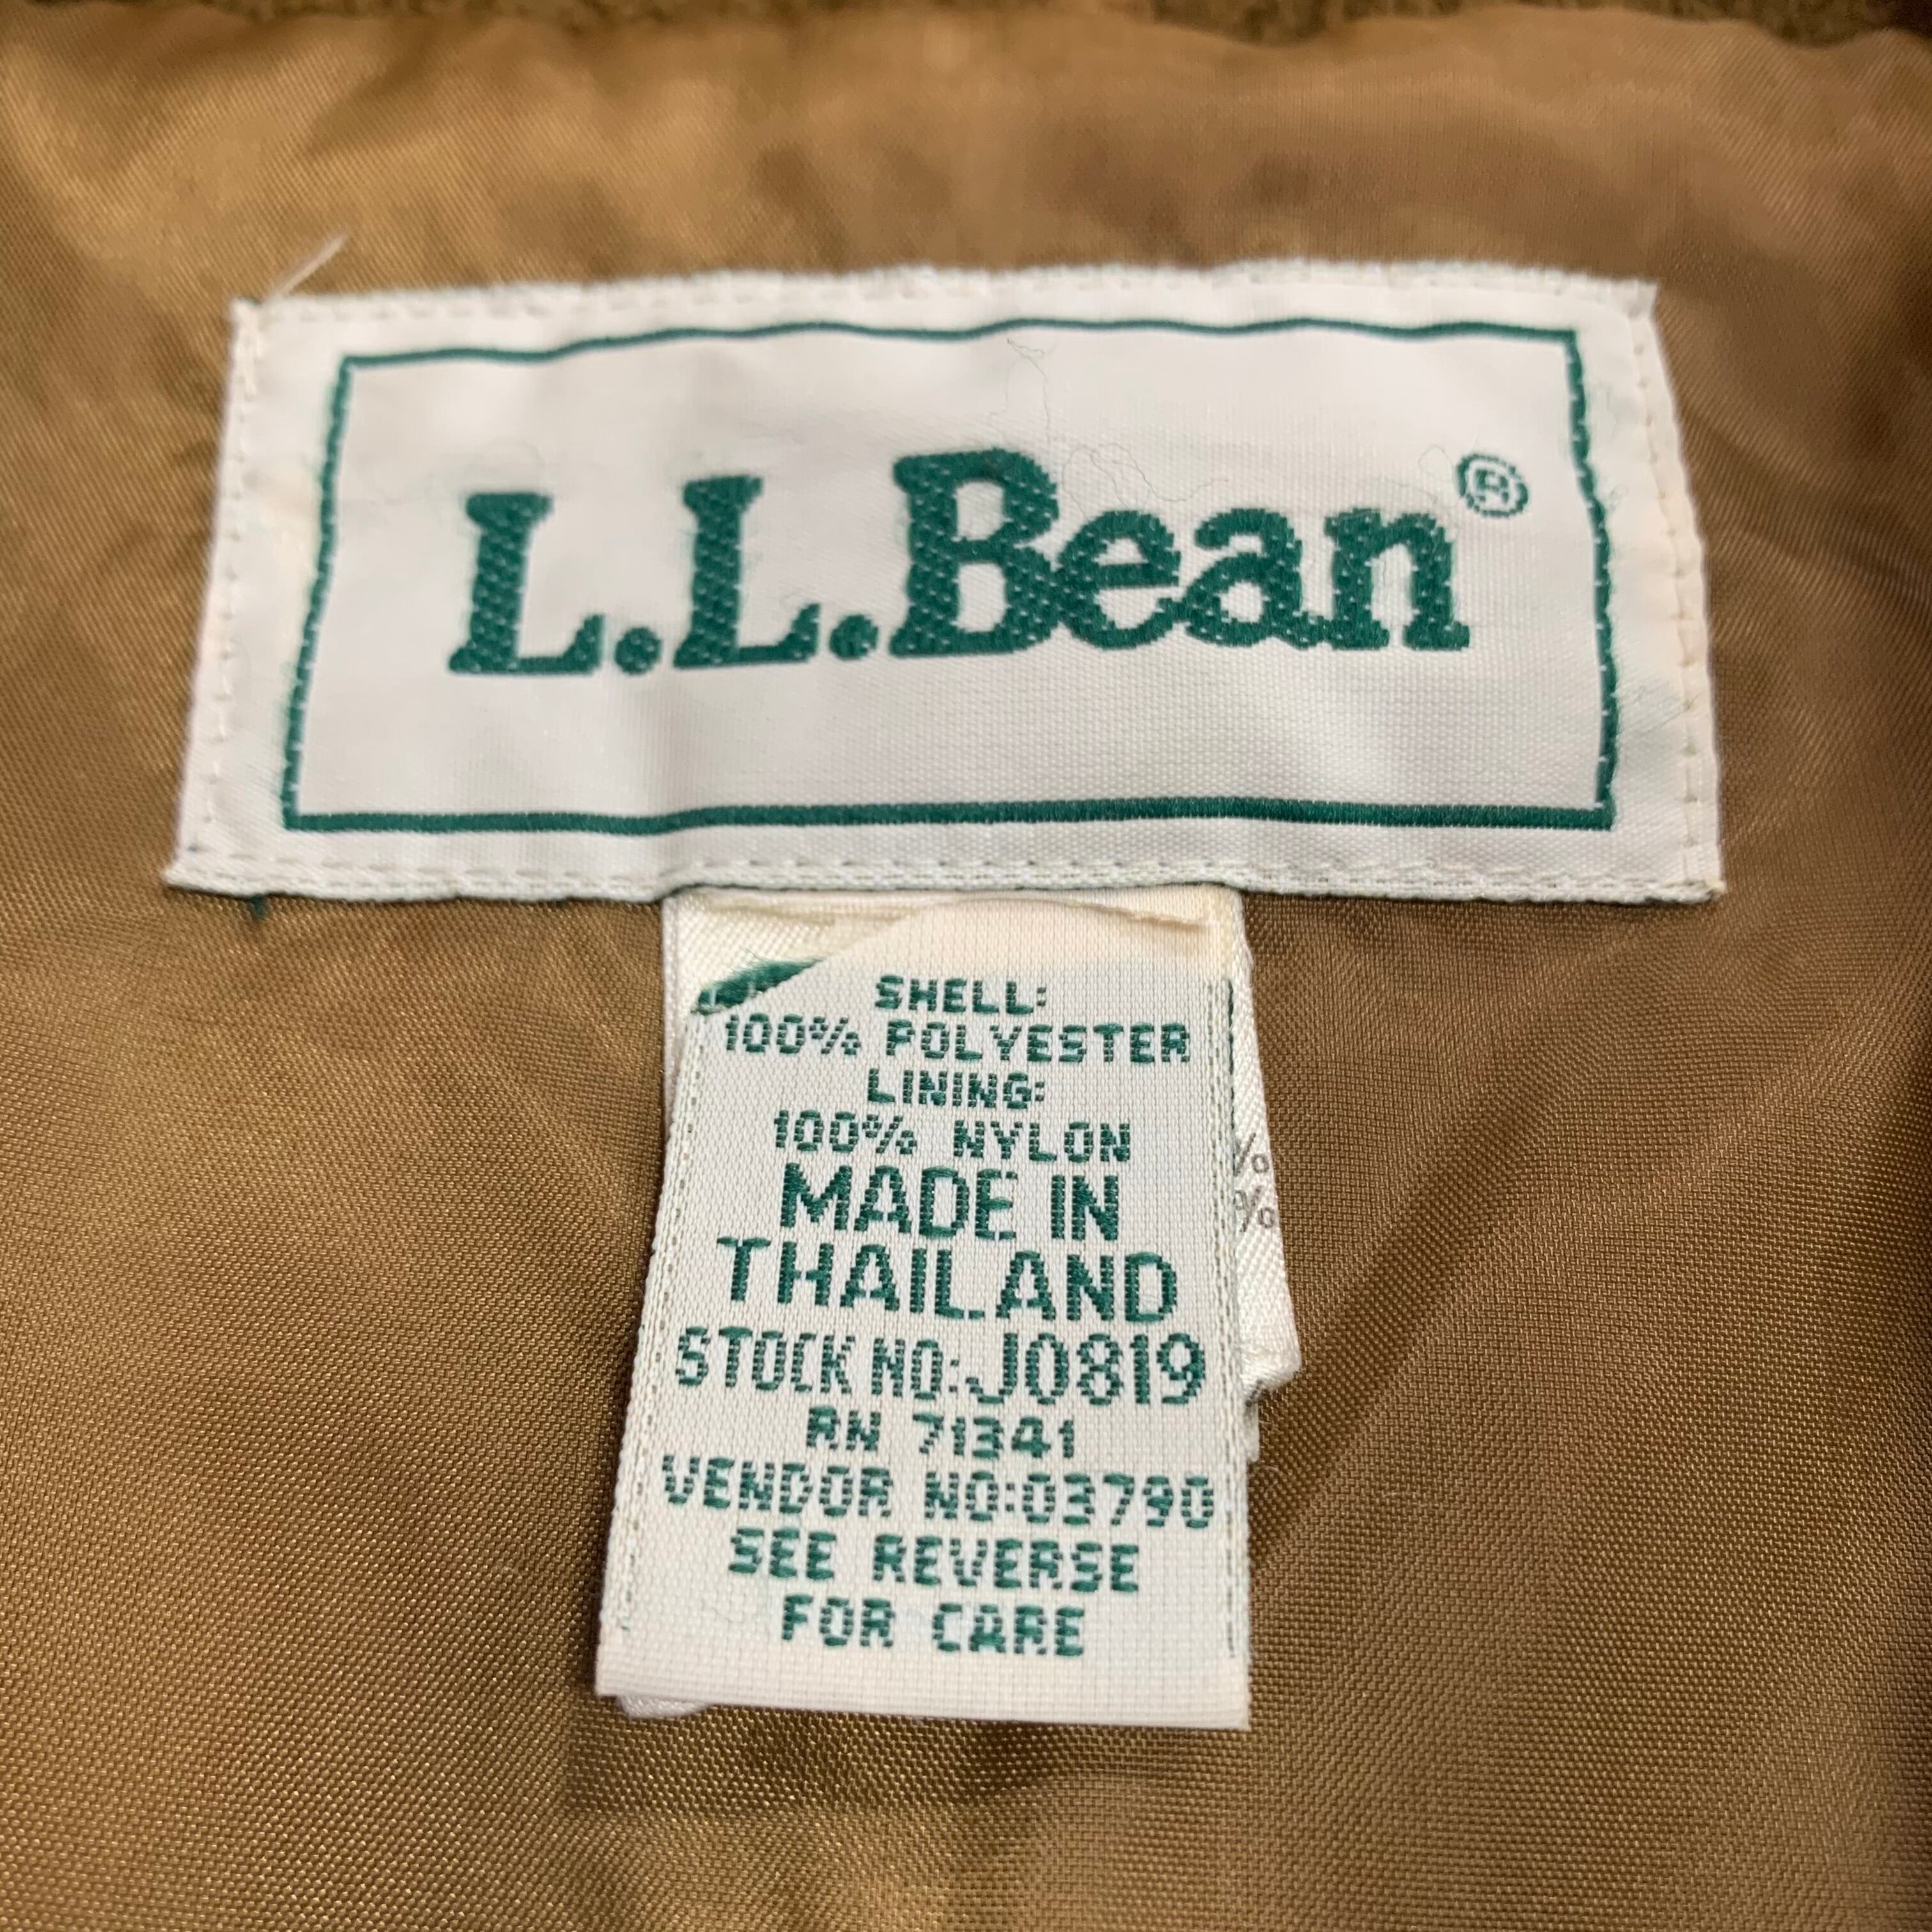 L.L.Bean®
SHELL:
100% POLYESTER
LINING:
100% NYLON
MADE IN
THAILAND
STOCK NO:J0819
RN 71341
VENDOR NO:03790
SEE REVERSE
FOR CARE
%
%